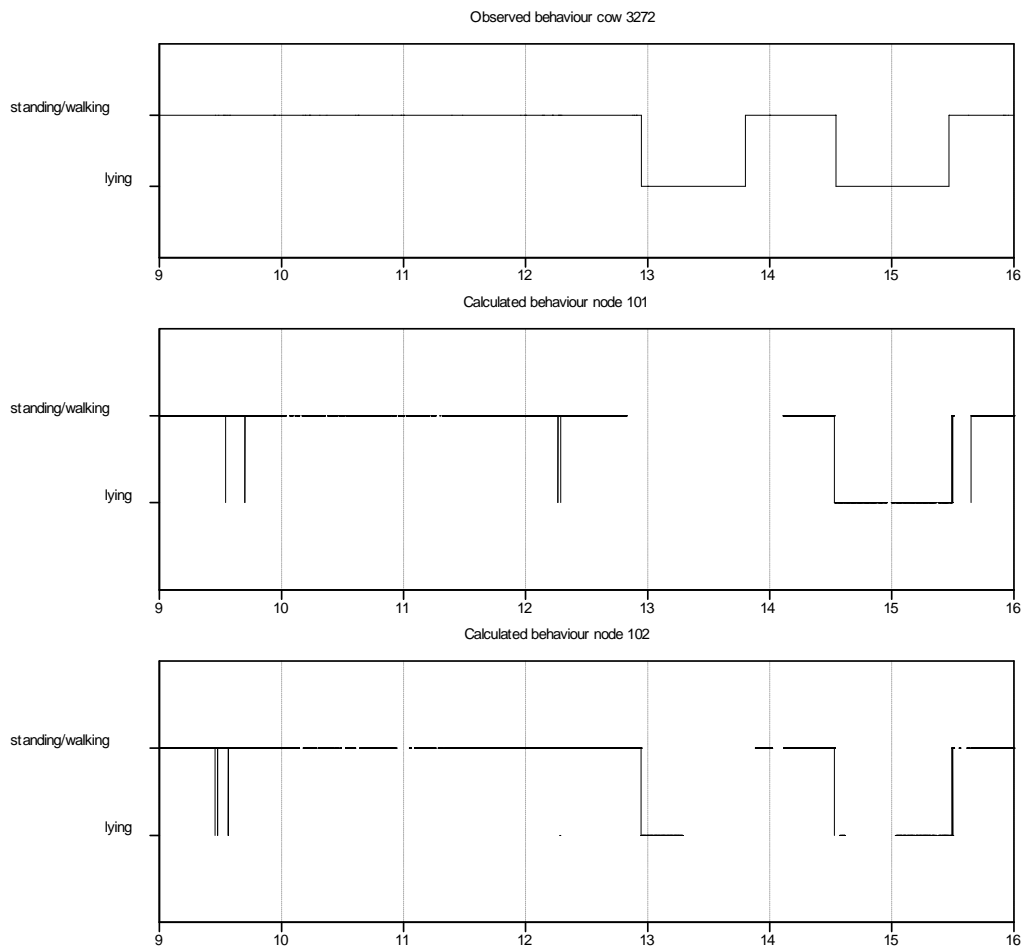 Observed behaviour cow 3272
standing/walking
lying
9 10 11 12 13 14 15 16
Calculated behaviour node 101
standing/walking
lying
9 10 11 12 13 14 15 16
Calculated behaviour node 102
standing/walking
lying
9 10 11 12 13 14 15 16